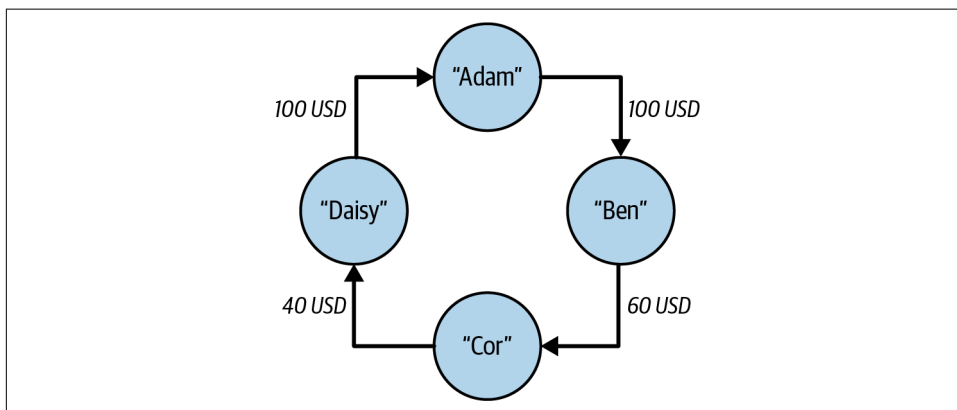 “Adam”
100 USD
100 USD
“Daisy”
“Ben”
40 USD
60 USD
“Cor”